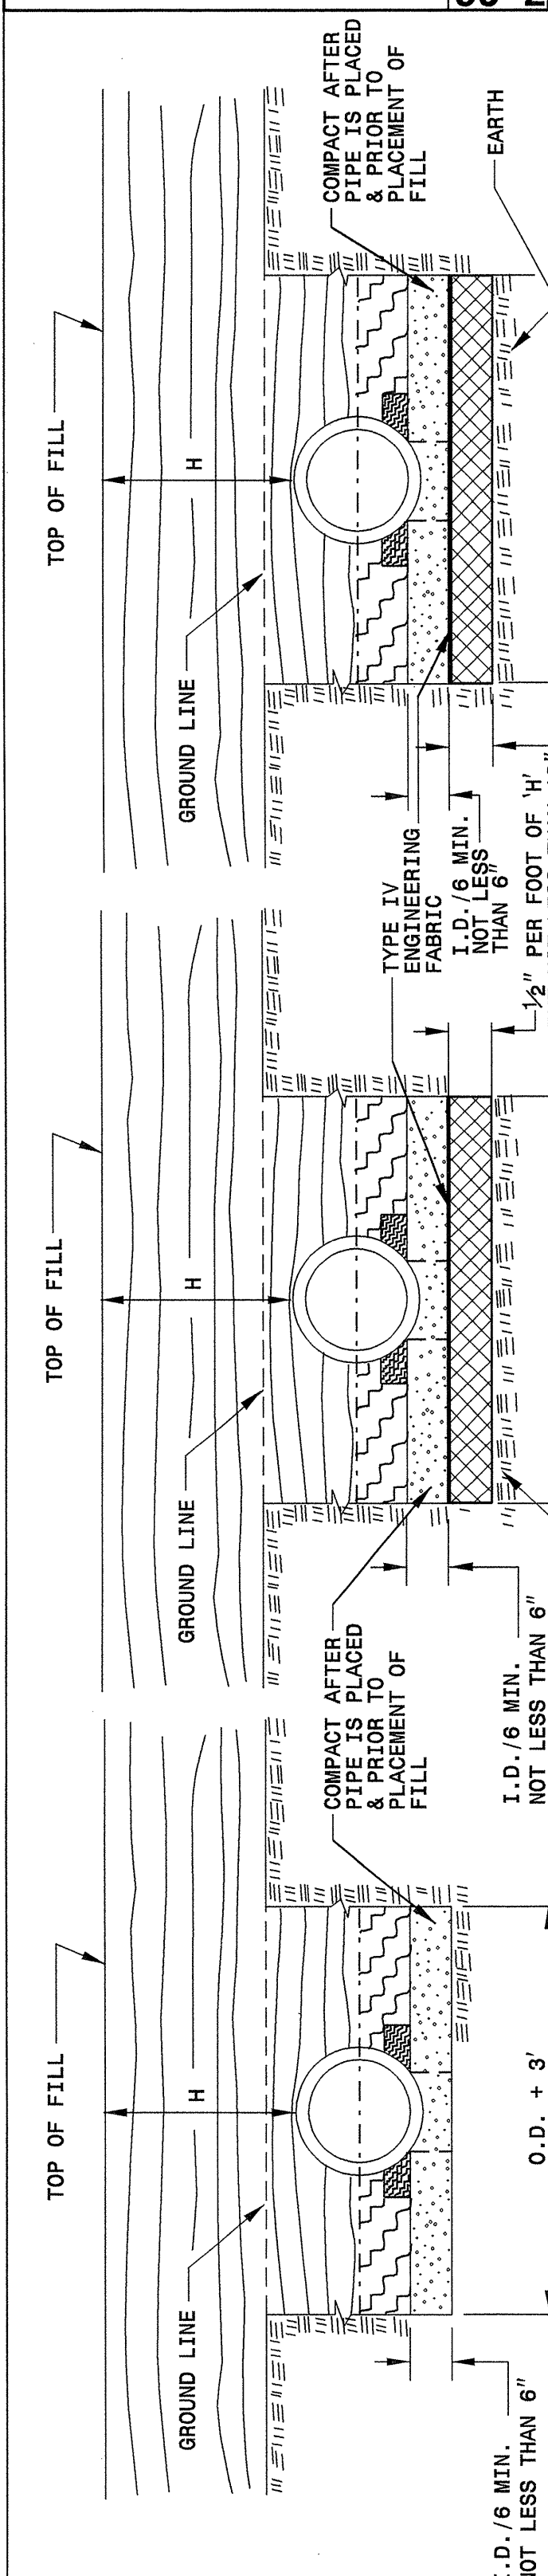 TOP OF FILL
H
GROUND LINE
I.D./6 MIN.
NOT LESS THAN 6"
O.D. + 3'
COMPACT AFTER
PIPE IS PLACED
& PRIOR TO
PLACEMENT OF
FILL
TOP OF FILL
H
GROUND LINE
I.D./6 MIN.
NOT LESS THAN 6"
TYPE IV
ENGINEERING
FABRIC
I.D./6 MIN.
NOT LESS
THAN 6"
1/2" PER FOOT OF 'H'
TOP OF FILL
H
GROUND LINE
COMPACT AFTER
PIPE IS PLACED
& PRIOR TO
PLACEMENT OF
FILL
EARTH